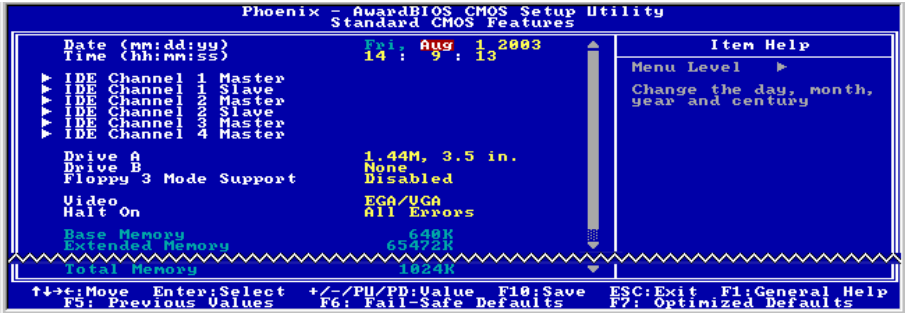 Phoenix - AwardBIOS CMOS Setup Utility
Standard CMOS Features
Date (mm:dd:yy) Fri, Aug 1 2003
Time (hh:mm:ss) 14 : 9 : 13
IDE Channel 1 Master
IDE Channel 1 Slave
IDE Channel 2 Master
IDE Channel 2 Slave
IDE Channel 3 Master
IDE Channel 4 Master
Drive A 1.44M, 3.5 in.
Drive B None
Floppy 3 Mode Support Disabled
Video EGA/VGA
Halt On All Errors
Base Memory 640K
Extended Memory 65472K
Total Memory 1024K
Item Help
Menu Level ►
Change the day, month,
year and century
↑↓→←:Move Enter:Select +/-/PU/PD:Value F10:Save ESC:Exit F1:General Help
F5: Previous Values F6: Fail-Safe Defaults F7: Optimized Defaults